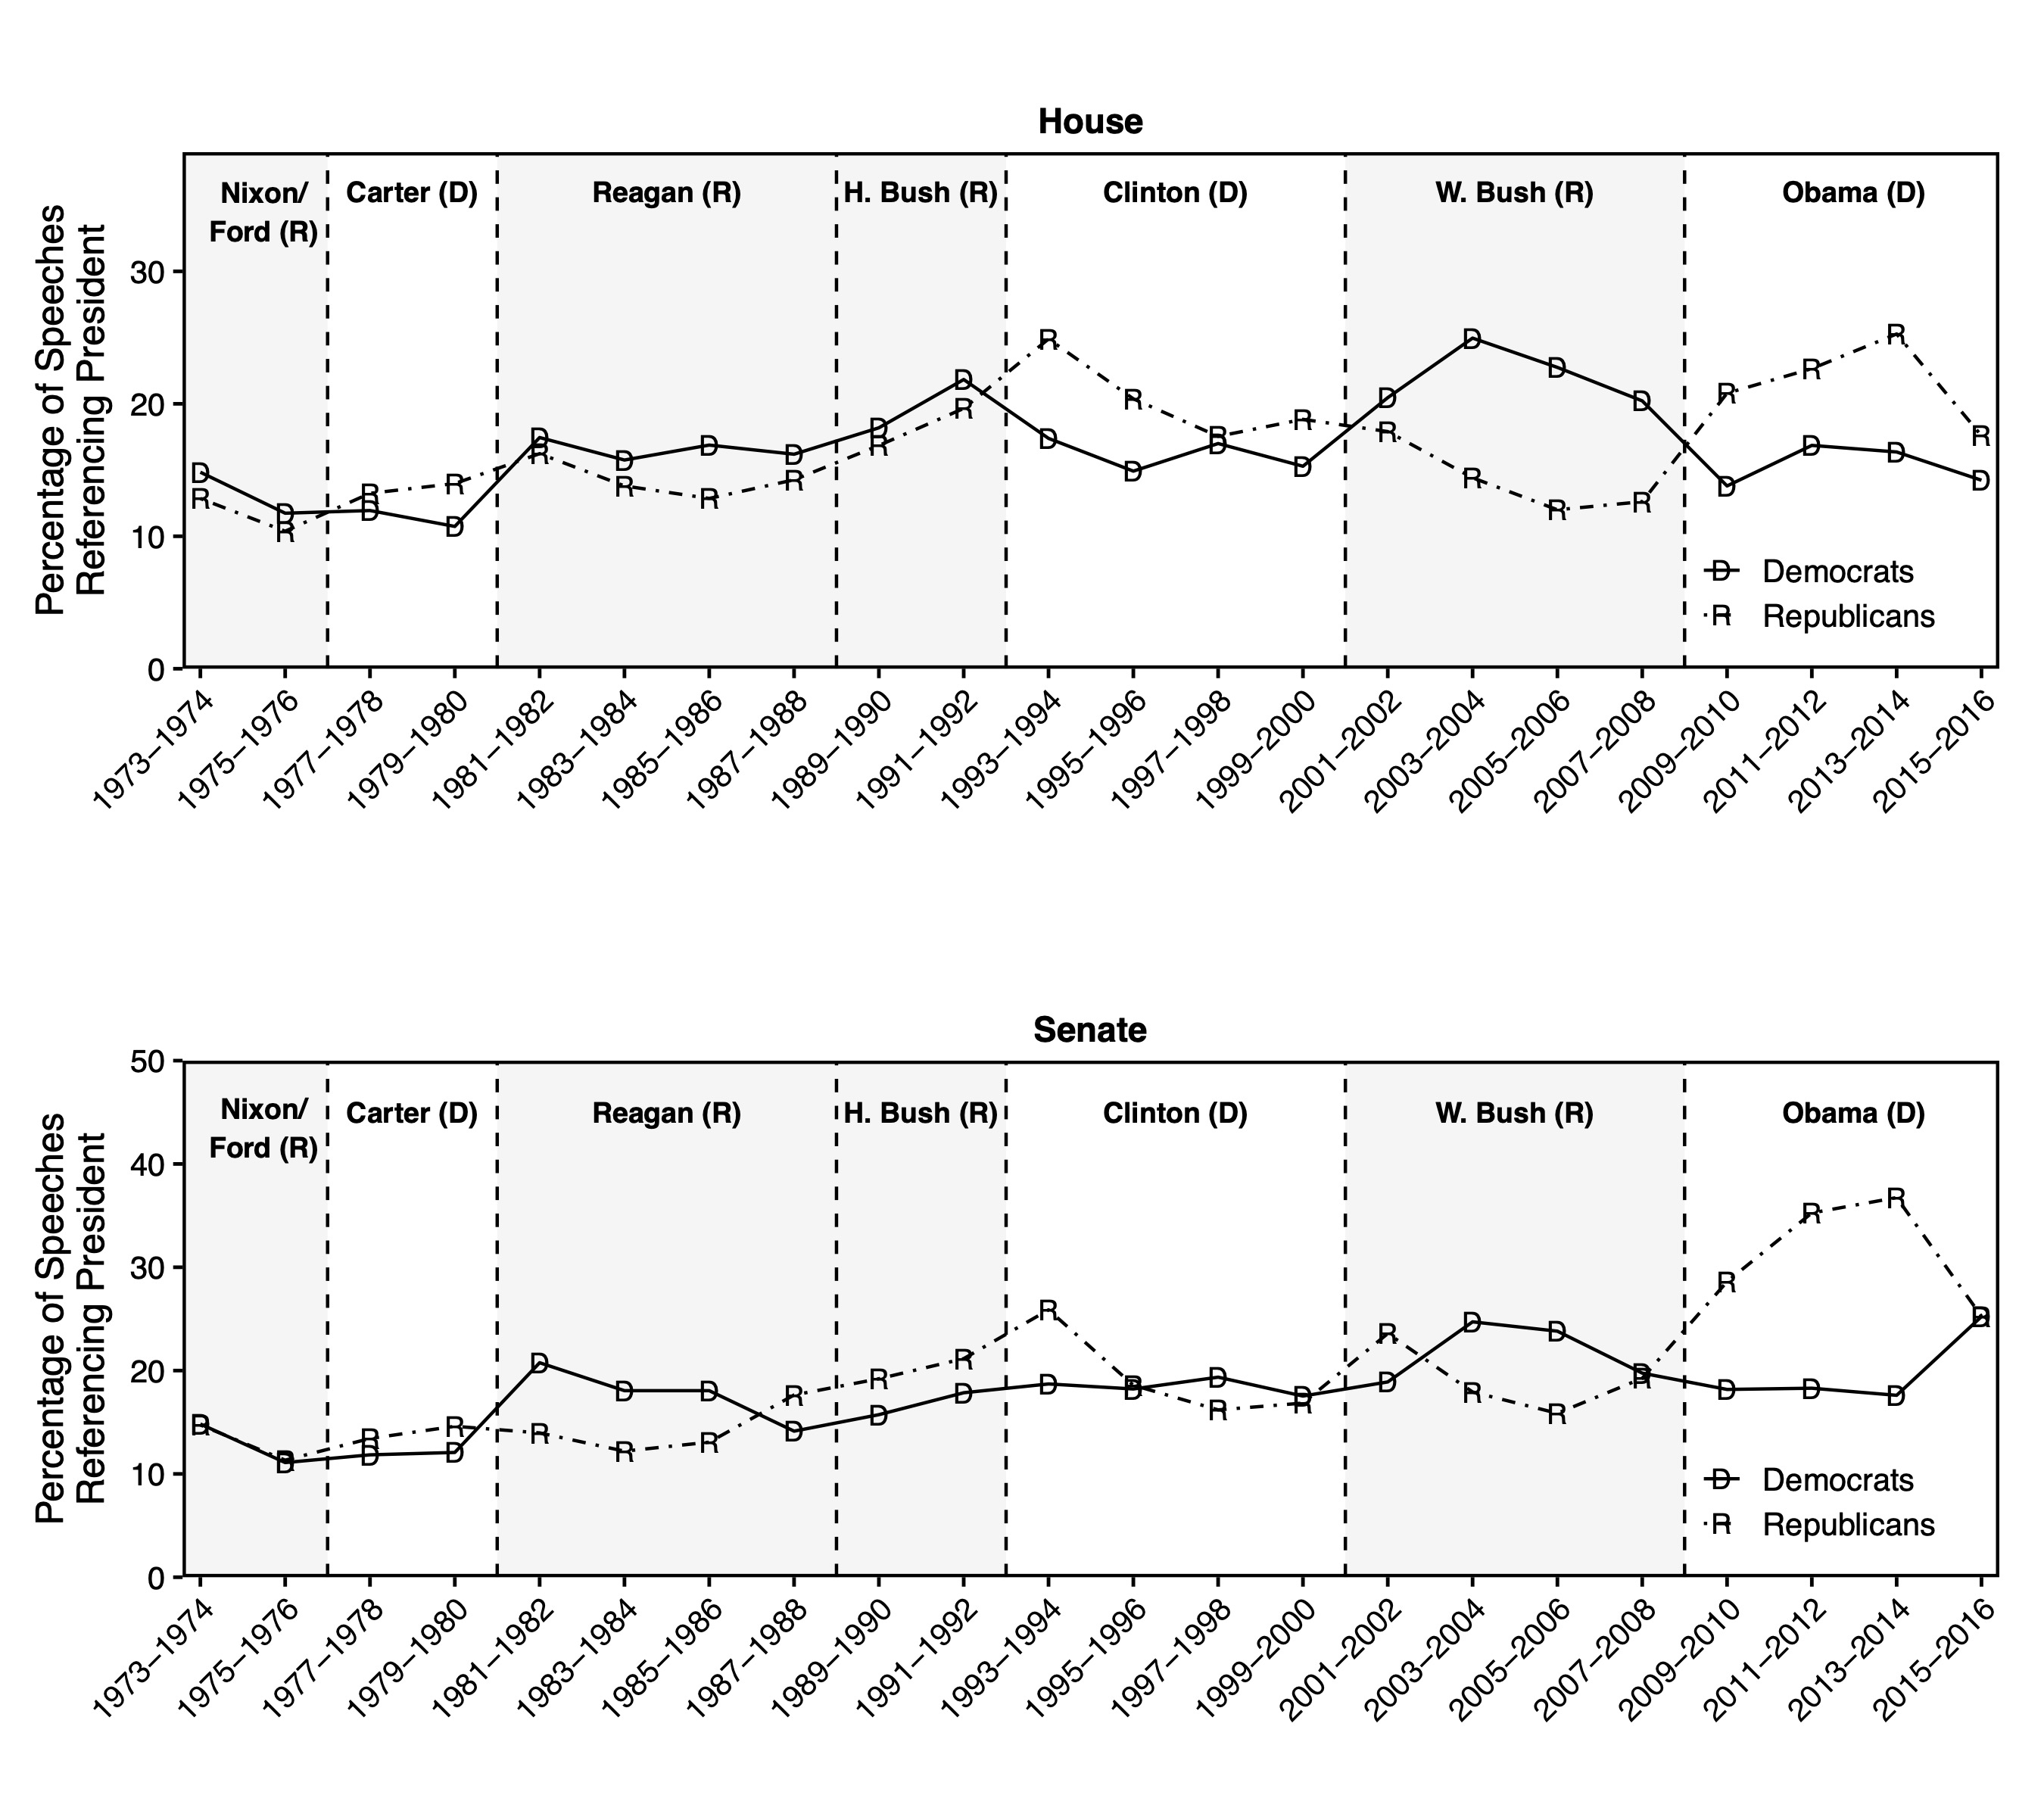 House
Percentage of Speeches
Referencing President
Nixon/
Ford (R)
Carter (D)
Reagan (R)
H. Bush (R)
Clinton (D)
W. Bush (R)
Obama (D)
30
20
10
0
D Democrats
R Republicans
1973–1974
1975–1976
1977–1978
1979–1980
1981–1982
1983–1984
1985–1986
1987–1988
1989–1990
1991–1992
1993–1994
1995–1996
1997–1998
1999–2000
2001–2002
2003–2004
2005–2006
2007–2008
2009–2010
2011–2012
2013–2014
2015–2016
Senate
Percentage of Speeches
Referencing President
Nixon/
Ford (R)
Carter (D)
Reagan (R)
H. Bush (R)
Clinton (D)
W. Bush (R)
Obama (D)
50
40
30
20
10
0
D Democrats
R Republicans
1973–1974
1975–1976
1977–1978
1979–1980
1981–1982
1983–1984
1985–1986
1987–1988
1989–1990
1991–1992
1993–1994
1995–1996
1997–1998
1999–2000
2001–2002
2003–2004
2005–2006
2007–2008
2009–2010
2011–2012
2013–2014
2015–2016